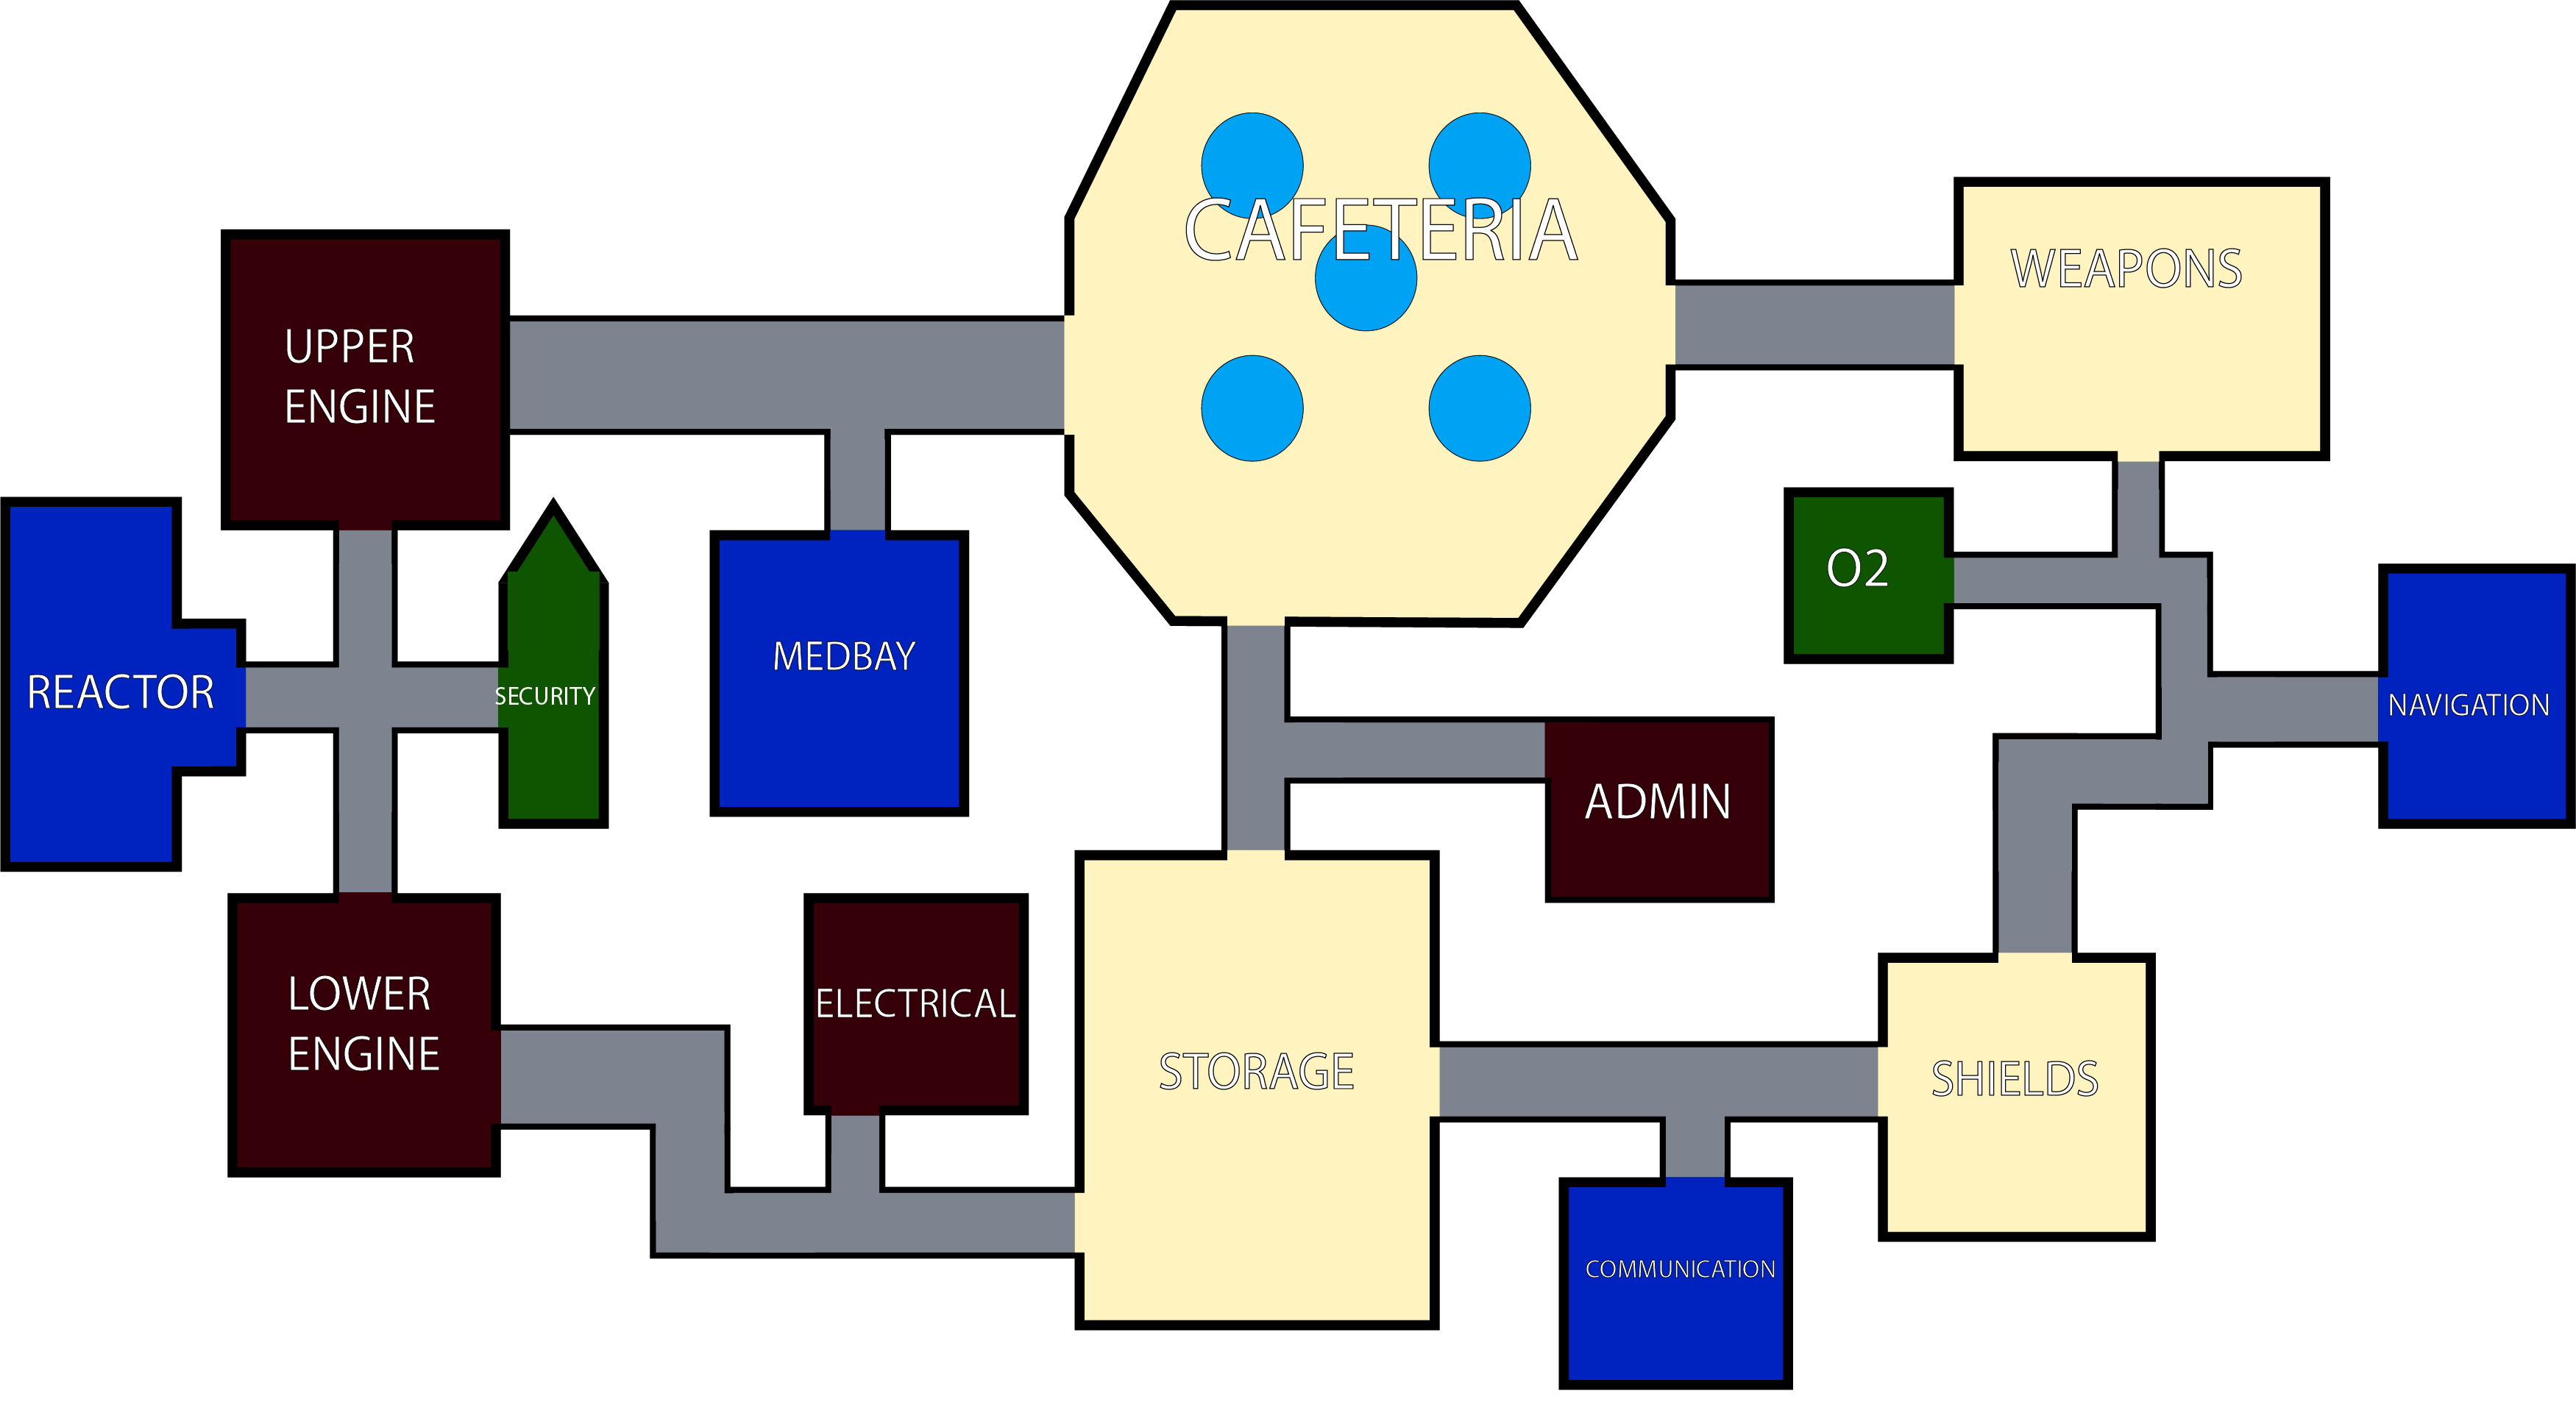 CAFETERIA
WEAPONS
UPPER
ENGINE
O2
MEDBAY
REACTOR
SECURITY
NAVIGATION
ADMIN
LOWER
ENGINE
ELECTRICAL
STORAGE
SHIELDS
COMMUNICATION